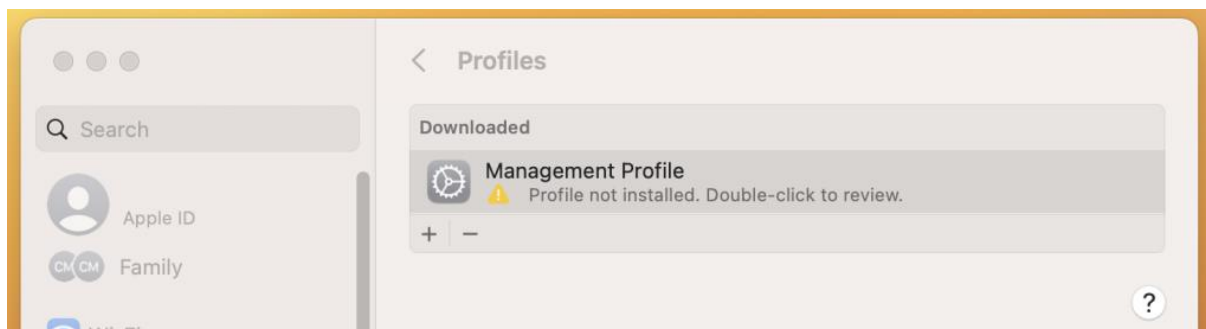 Profiles
Search
Downloaded
Management Profile
Profile not installed. Double-click to review.
Apple ID
+ −
CM CM Family
?